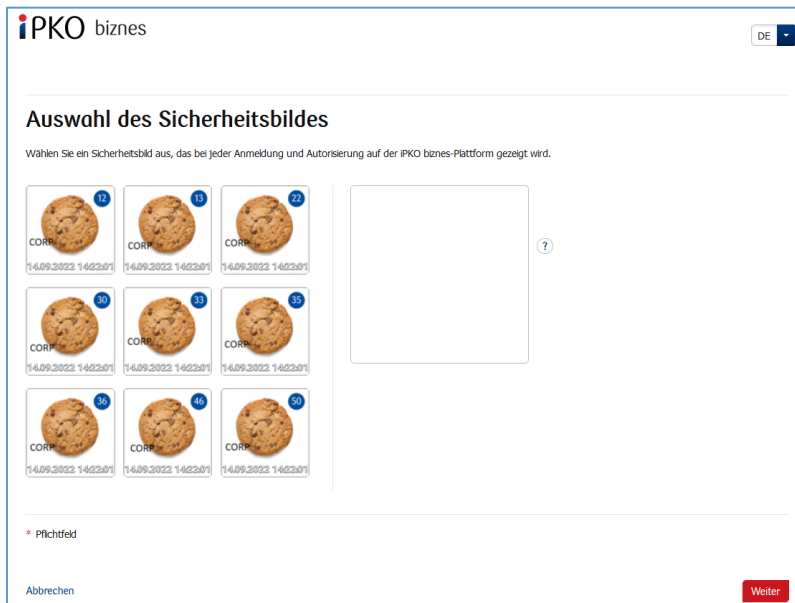 iPKO biznes
DE
Auswahl des Sicherheitsbildes
Wählen Sie ein Sicherheitsbild aus, das bei jeder Anmeldung und Autorisierung auf der iPKO biznes-Plattform gezeigt wird.
12 13 22
CORP CORP CORP
14.09.2022 14:22:01 14.09.2022 14:22:01 14.09.2022 14:22:01
?
30 33 35
CORP CORP CORP
14.09.2022 14:22:01 14.09.2022 14:22:01 14.09.2022 14:22:01
36 46 50
CORP CORP CORP
14.09.2022 14:22:01 14.09.2022 14:22:01 14.09.2022 14:22:01
* Pflichtfeld
Abbrechen
Weiter